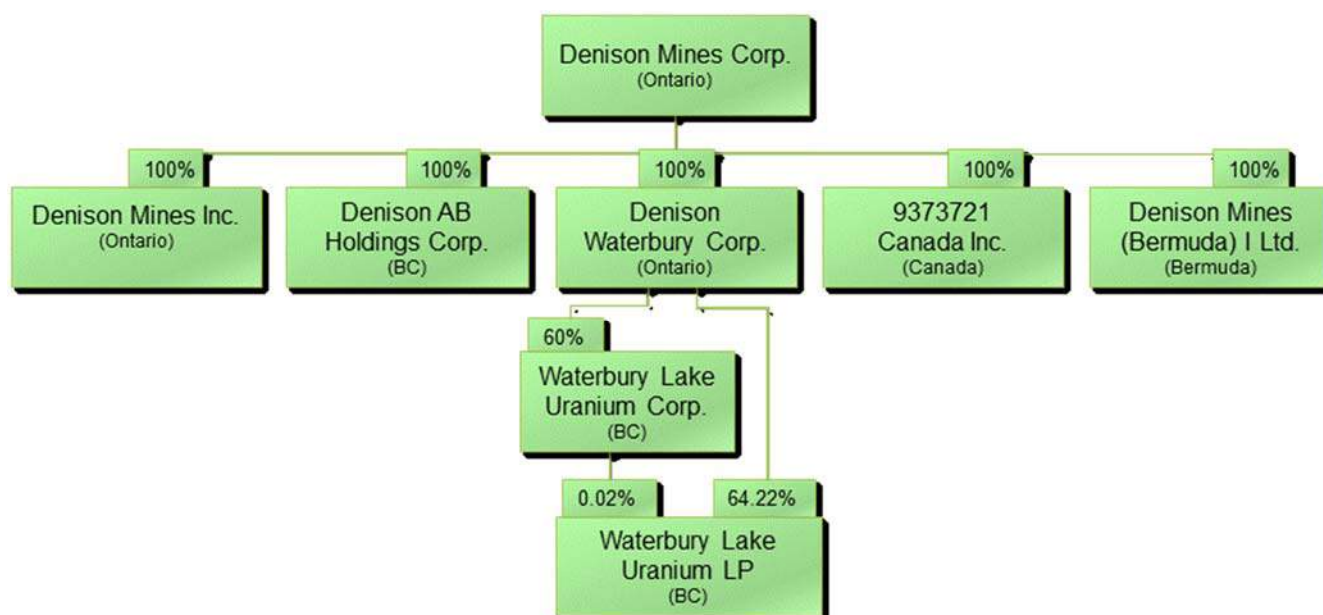 Denison Mines Corp.
(Ontario)
100%
100%
100%
100%
100%
Denison Mines Inc.
(Ontario)
Denison AB
Holdings Corp.
(BC)
Denison
Waterbury Corp.
(Ontario)
9373721
Canada Inc.
(Canada)
Denison Mines
(Bermuda) I Ltd.
(Bermuda)
60%
Waterbury Lake
Uranium Corp.
(BC)
0.02%
64.22%
Waterbury Lake
Uranium LP
(BC)